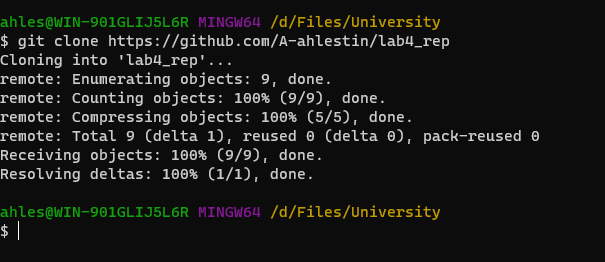 ahles@WIN-901GLIJ5L6R MINGW64 /d/Files/University
$ git clone https://github.com/A-ahlestin/lab4_rep
Cloning into 'lab4_rep'...
remote: Enumerating objects: 9, done.
remote: Counting objects: 100% (9/9), done.
remote: Compressing objects: 100% (5/5), done.
remote: Total 9 (delta 1), reused 0 (delta 0), pack-reused 0
Receiving objects: 100% (9/9), done.
Resolving deltas: 100% (1/1), done.
ahles@WIN-901GLIJ5L6R MINGW64 /d/Files/University
$